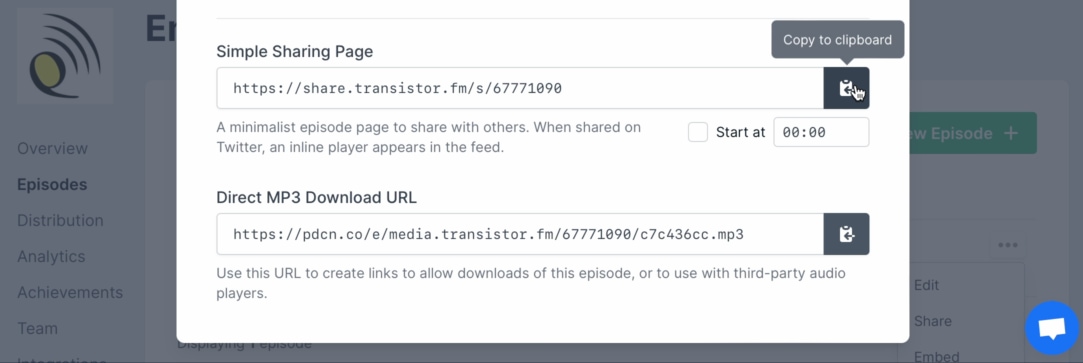 En
Simple Sharing Page
Copy to clipboard
https://share.transistor.fm/s/67771090
A minimalist episode page to share with others. When shared on
Twitter, an inline player appears in the feed.
Start at
00:00
ew Episode +
Direct MP3 Download URL
https://pdcn.co/e/media.transistor.fm/67771090/c7c436cc.mp3
Use this URL to create links to allow downloads of this episode, or to use with third-party audio
players.
Overview
Episodes
Distribution
Analytics
Achievements
Team
Integrations
Displaying 1 episode
Edit
Share
Embed